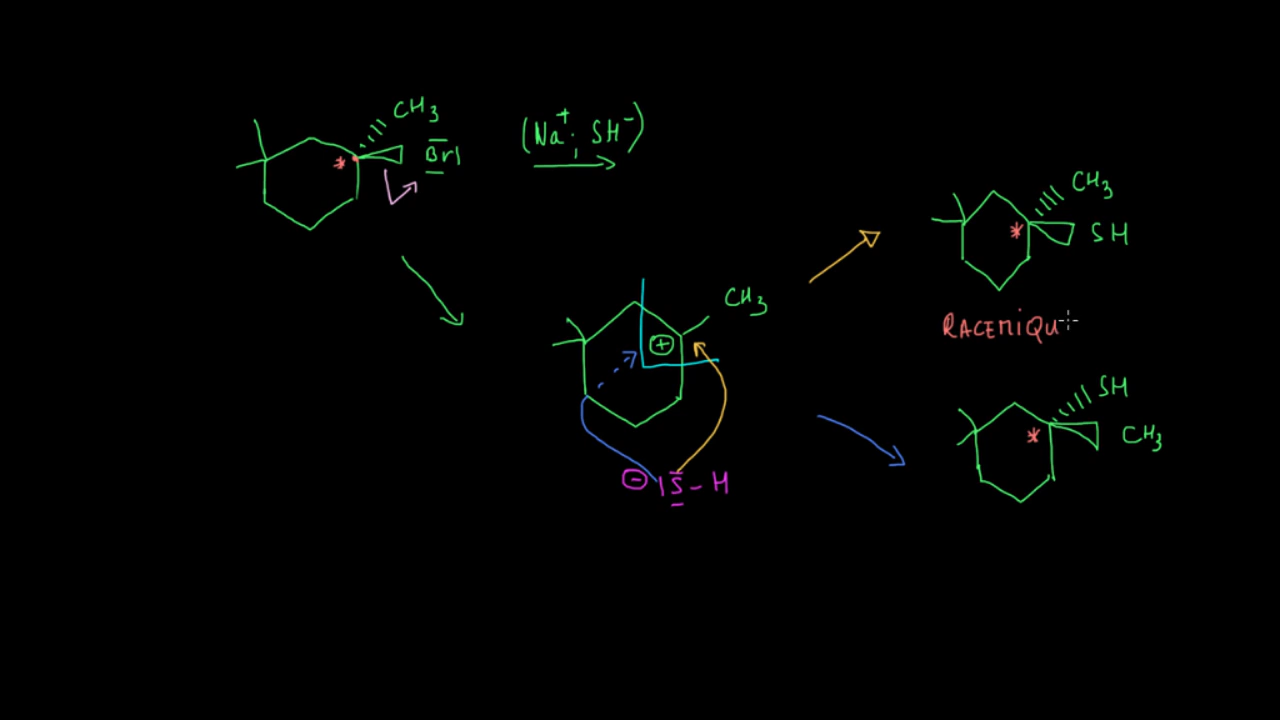 CH3
* Br|
(Na+; SH-)
CH3
* SH
CH3
+
RACEMIQU
SH
* CH3
- |S - H